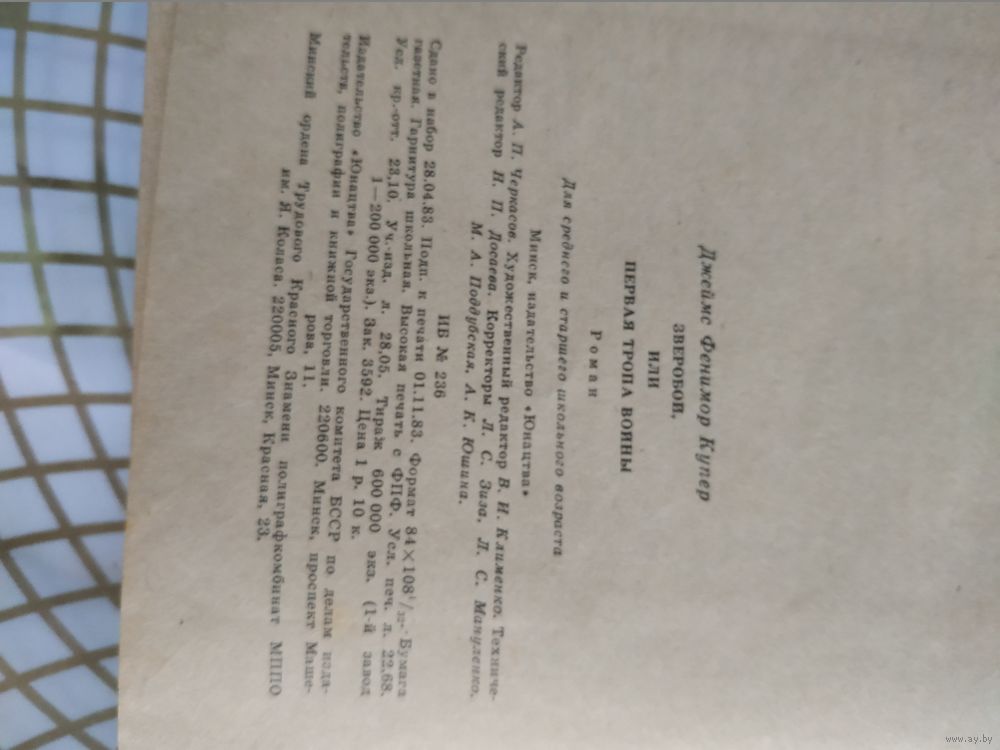 Джеймс Фенимор Купер
ЗВЕРОБОЙ,
ИЛИ
ПЕРВАЯ ТРОПА ВОЙНЫ
Роман
Для среднего и старшего школьного возраста
Минск, издательство «Юнацтва»
Редактор А. П. Черкасов. Художественный редактор В. И. Клименко. Техниче-
ский редактор Н. П. Досаева. Корректоры Л. С. Зиза, Л. С. Мануленко,
М. А. Поддубская, А. К. Юшина.
ИБ № 236
Сдано в набор 28.04.83. Подп. к печати 01.11.83. Формат 84×108¹/₃₂. Бумага
газетная. Гарнитура школьная. Высокая печать с ФПФ. Усл. печ. л. 22,68.
Усл. кр.-отт. 23,10. Уч.-изд. л. 28,05. Тираж 600 000 экз. (1-й завод
1—200 000 экз.). Зак. 3592. Цена 1 р. 10 к.
Издательство «Юнацтва» Государственного комитета БССР по делам изда-
тельств, полиграфии и книжной торговли. 220600. Минск, проспект Маше-
рова, 11.
Минский ордена Трудового Красного Знамени полиграфкомбинат МППО
им. Я. Коласа. 220005, Минск, Красная, 23.
www.ay.by